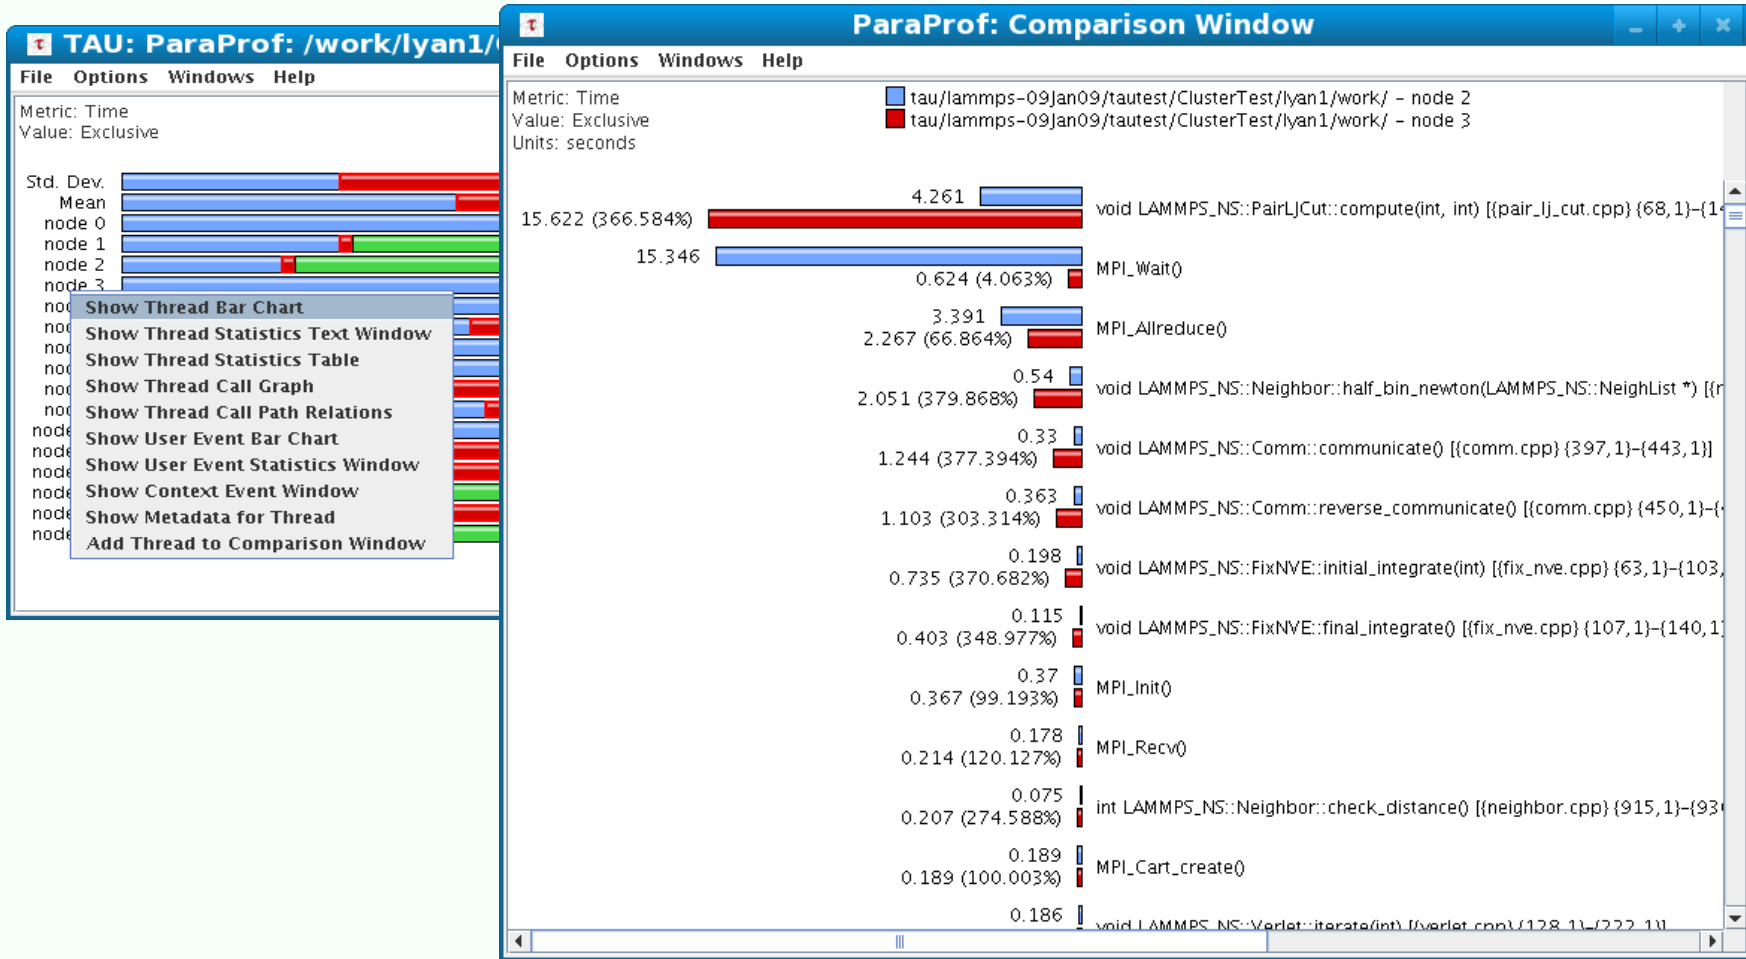 TAU: ParaProf: /work/lyan1/
File Options Windows Help
Metric: Time
Value: Exclusive
Std. Dev.
Mean
node 0
node 1
node 2
node 3
Show Thread Bar Chart
Show Thread Statistics Text Window
Show Thread Statistics Table
Show Thread Call Graph
Show Thread Call Path Relations
Show User Event Bar Chart
Show User Event Statistics Window
Show Context Event Window
Show Metadata for Thread
Add Thread to Comparison Window
ParaProf: Comparison Window
File Options Windows Help
Metric: Time
Value: Exclusive
Units: seconds
tau/lammps-09Jan09/tautest/ClusterTest/lyan1/work/ - node 2
tau/lammps-09Jan09/tautest/ClusterTest/lyan1/work/ - node 3
4.261
15.622 (366.584%)
void LAMMPS_NS::PairLJCut::compute(int, int) [{pair_lj_cut.cpp} {68,1}-{1
15.346
0.624 (4.063%)
MPI_Wait()
3.391
2.267 (66.864%)
MPI_Allreduce()
0.54
2.051 (379.868%)
void LAMMPS_NS::Neighbor::half_bin_newton(LAMMPS_NS::NeighList *) [{
0.33
1.244 (377.394%)
void LAMMPS_NS::Comm::communicate() [{comm.cpp} {397,1}-{443,1}]
0.363
1.103 (303.314%)
void LAMMPS_NS::Comm::reverse_communicate() [{comm.cpp} {450,1}-{
0.198
0.735 (370.682%)
void LAMMPS_NS::FixNVE::initial_integrate(int) [{fix_nve.cpp} {63,1}-{103,
0.115
0.403 (348.977%)
void LAMMPS_NS::FixNVE::final_integrate() [{fix_nve.cpp} {107,1}-{140,1
0.37
0.367 (99.193%)
MPI_Init()
0.178
0.214 (120.127%)
MPI_Recv()
0.075
0.207 (274.588%)
int LAMMPS_NS::Neighbor::check_distance() [{neighbor.cpp} {915,1}-{93
0.189
0.189 (100.003%)
MPI_Cart_create()
0.186
void LAMMPS_NS::Verlet::iterate(int) [{verlet.cpp} {128,1}-{222,1}]